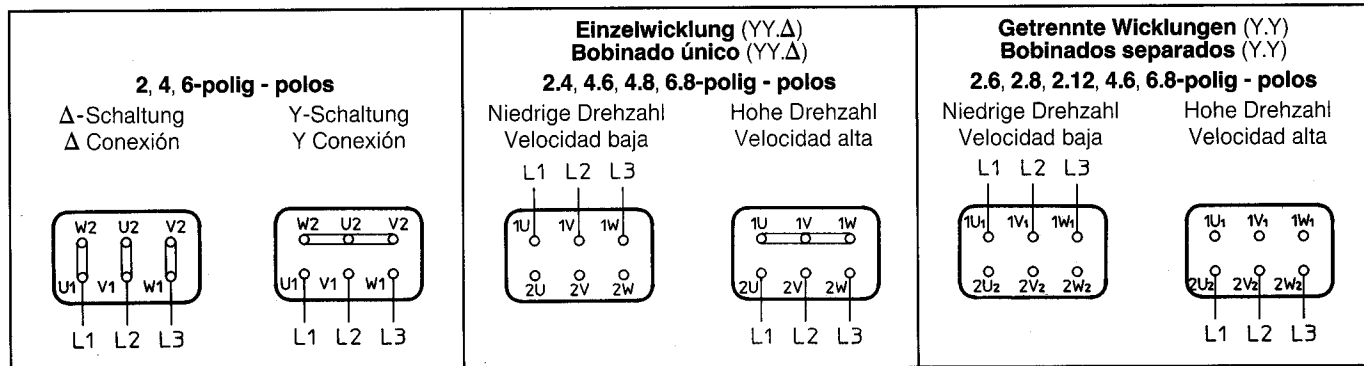 2, 4, 6-polig - polos
Δ-Schaltung
Δ Conexión
Y-Schaltung
Y Conexión
W2 U2 V2
U1 V1 W1
L1 L2 L3
W2 U2 V2
U1 V1 W1
L1 L2 L3
Einzelwicklung (YY.Δ)
Bobinado único (YY.Δ)
2.4, 4.6, 4.8, 6.8-polig - polos
Niedrige Drehzahl
Velocidad baja
Hohe Drehzahl
Velocidad alta
L1 L2 L3
1U 1V 1W
2U 2V 2W
1U 1V 1W
2U 2V 2W
L1 L2 L3
Getrennte Wicklungen (Y.Y)
Bobinados separados (Y.Y)
2.6, 2.8, 2.12, 4.6, 6.8-polig - polos
Niedrige Drehzahl
Velocidad baja
Hohe Drehzahl
Velocidad alta
L1 L2 L3
1U1 1V1 1W1
2U2 2V2 2W2
1U1 1V1 1W1
2U2 2V2 2W2
L1 L2 L3